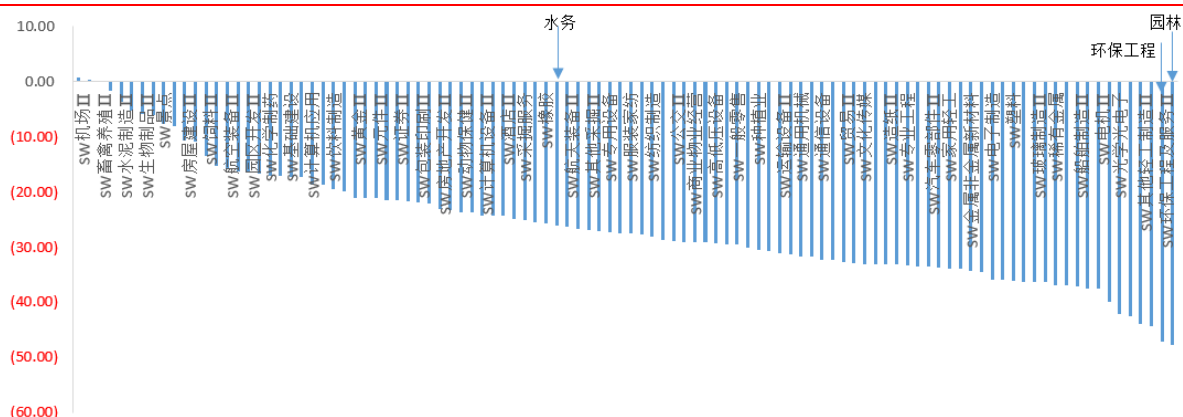 水务
园林
环保工程
10.00
0.00
(10.00)
(20.00)
(30.00)
(40.00)
(50.00)
(60.00)
SW机场Ⅱ
SW畜禽养殖Ⅱ
SW水泥制造Ⅱ
SW生物制品Ⅱ
SW景点
SW房屋建设Ⅱ
SW饲料Ⅱ
SW航空装备Ⅱ
SW园区开发Ⅱ
SW化学制药
SW基础建设
SW计算机应用
SW饮料制造
SW黄金Ⅱ
SW元件Ⅱ
SW证券Ⅱ
SW包装印刷Ⅱ
SW房地产开发Ⅱ
SW动物保健Ⅱ
SW计算机设备Ⅱ
SW酒店Ⅱ
SW采掘服务Ⅱ
SW橡胶
SW航天装备Ⅱ
SW其他采掘Ⅱ
SW专用设备
SW服装家纺
SW纺织制造
SW公交Ⅱ
SW商业物业经营
SW高低压设备
SW一般零售
SW种植业
SW运输设备Ⅱ
SW通用机械
SW通信设备
SW贸易Ⅱ
SW文化传媒
SW造纸Ⅱ
SW专业工程
SW汽车零部件Ⅱ
SW家用轻工
SW金属非金属新材料
SW电子制造
SW塑料
SW玻璃制造Ⅱ
SW稀有金属
SW船舶制造Ⅱ
SW电机Ⅱ
SW光学光电子
SW其他轻工制造Ⅱ
SW环保工程及服务Ⅱ